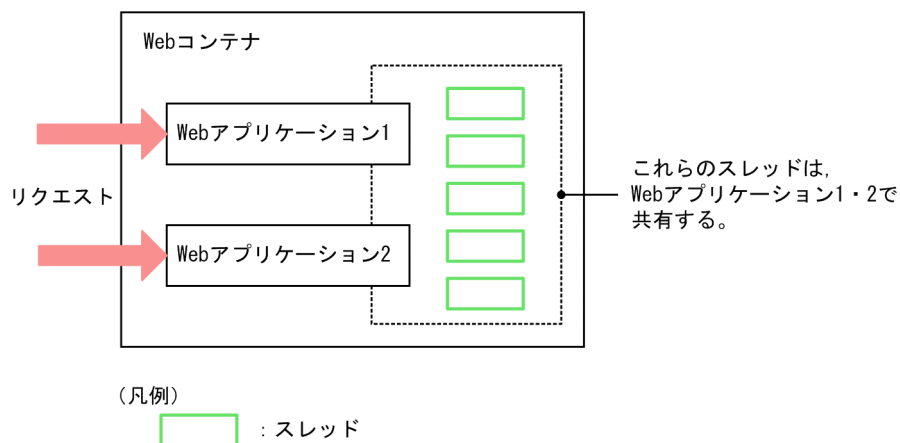 Webコンテナ
Webアプリケーション1
リクエスト
Webアプリケーション2
これらのスレッドは,
Webアプリケーション1・2で
共有する。
(凡例)
：スレッド